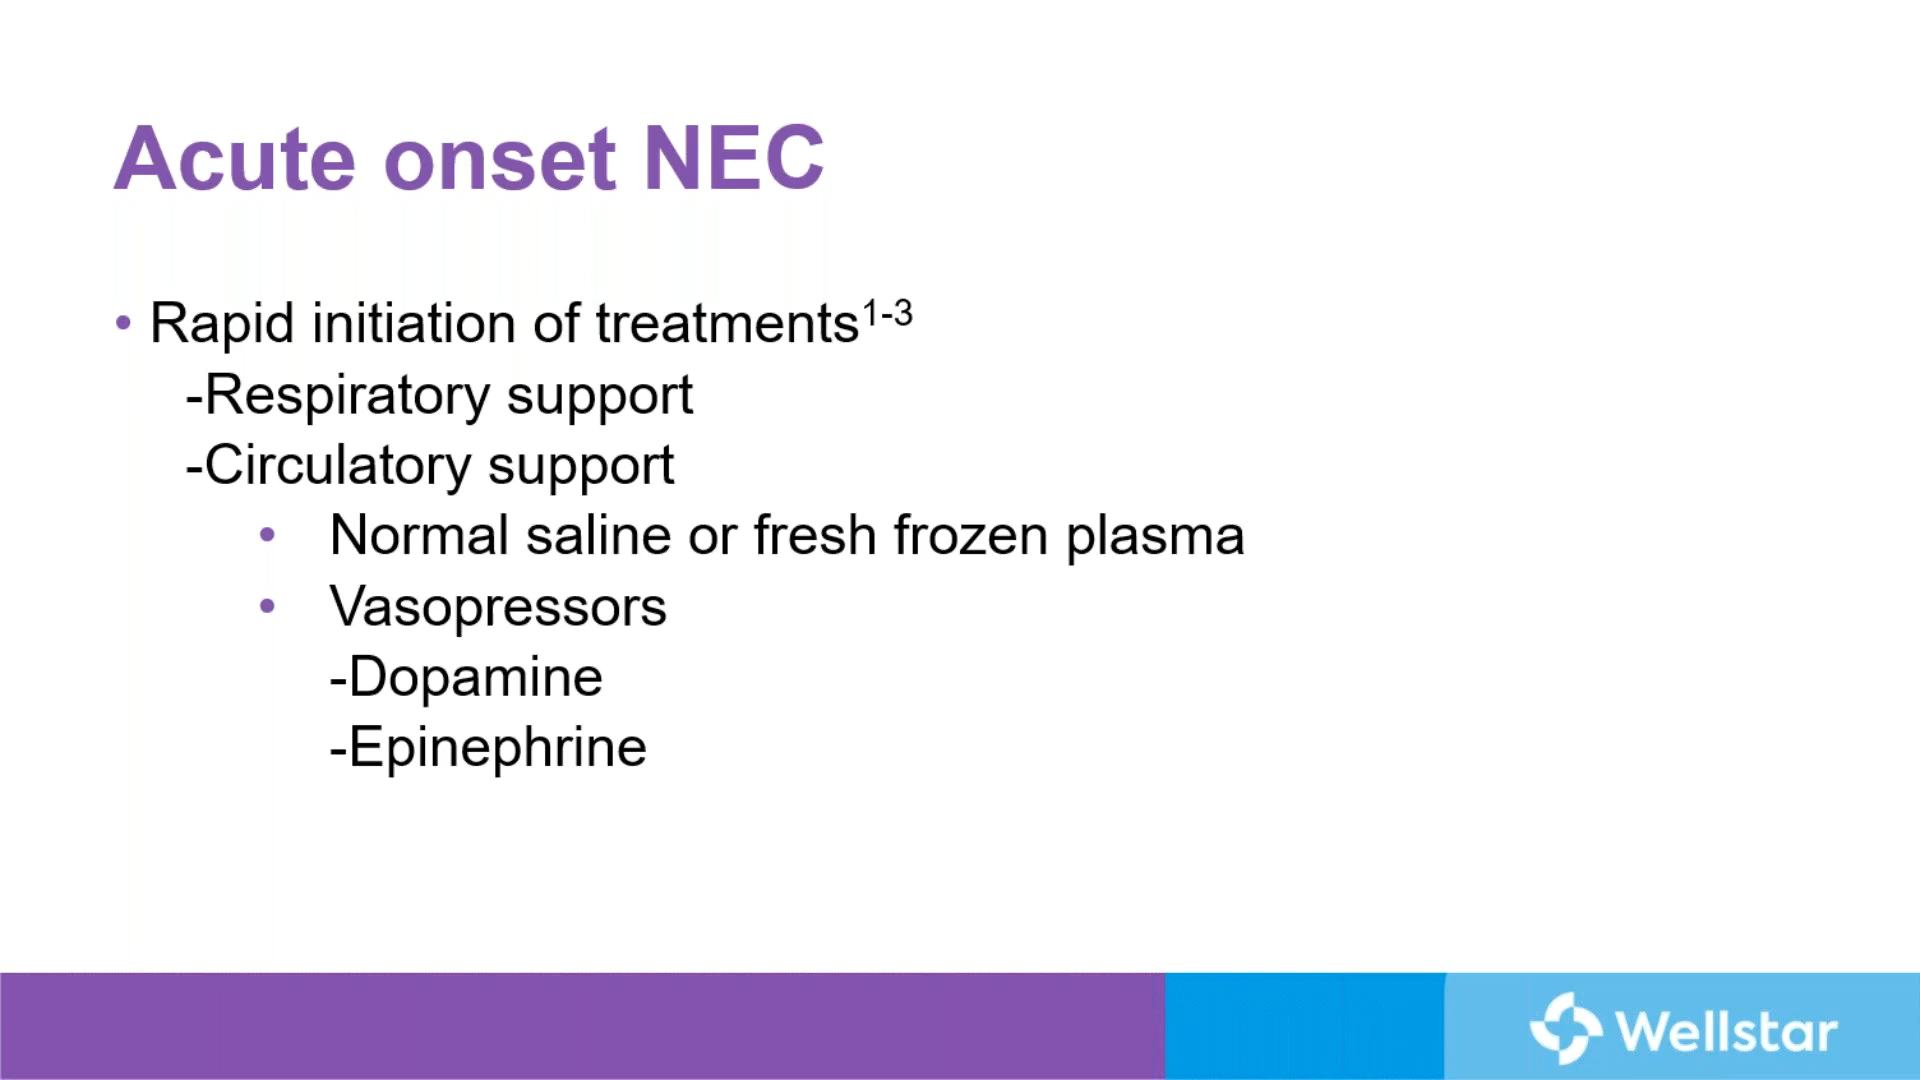 Acute onset NEC
• Rapid initiation of treatments¹⁻³
-Respiratory support
-Circulatory support
• Normal saline or fresh frozen plasma
• Vasopressors
-Dopamine
-Epinephrine
Wellstar